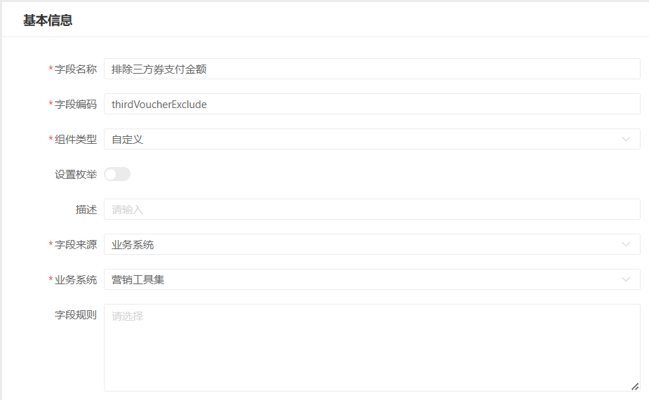 基本信息
*字段名称 排除三方券支付金额
*字段编码 thirdVoucherExclude
*组件类型 自定义
设置枚举
描述 请输入
*字段来源 业务系统
*业务系统 营销工具集
字段规则 请选择